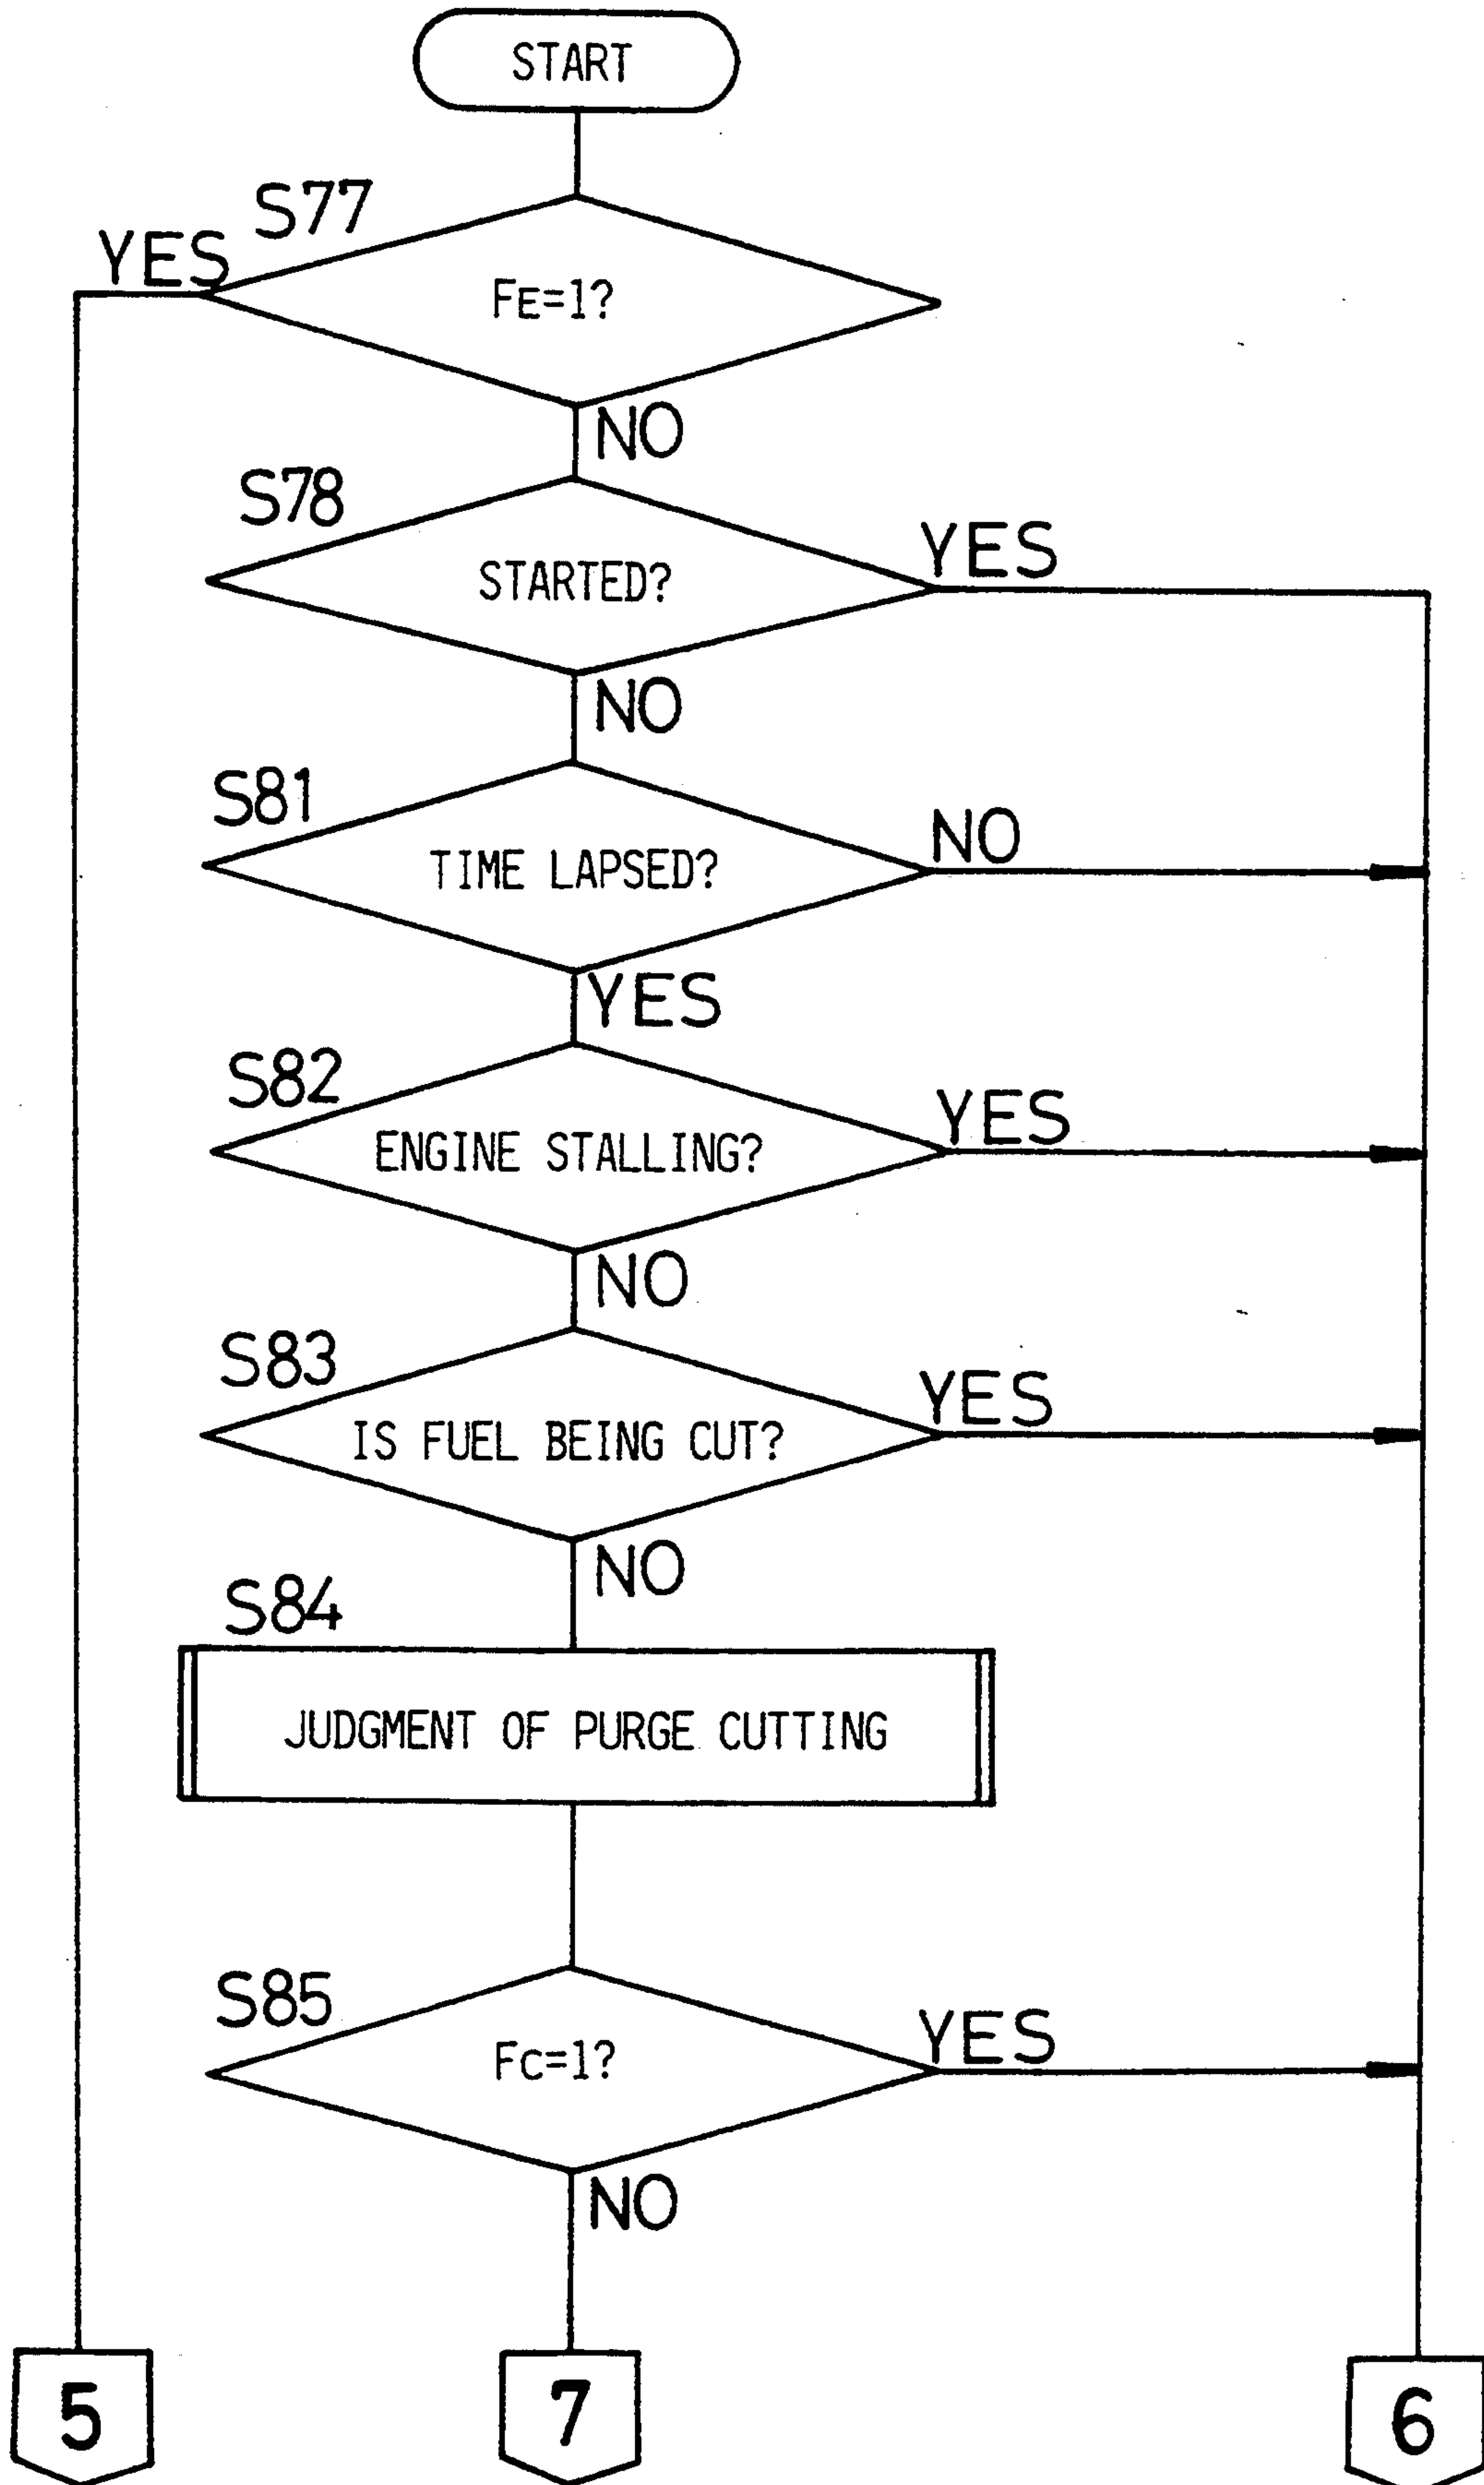 START
S77
YES
FE=1?
NO
S78
YES
STARTED?
NO
S81
NO
TIME LAPSED?
YES
S82
YES
ENGINE STALLING?
NO
S83
YES
IS FUEL BEING CUT?
NO
S84
JUDGMENT OF PURGE CUTTING
S85
YES
FC=1?
NO
5
7
6